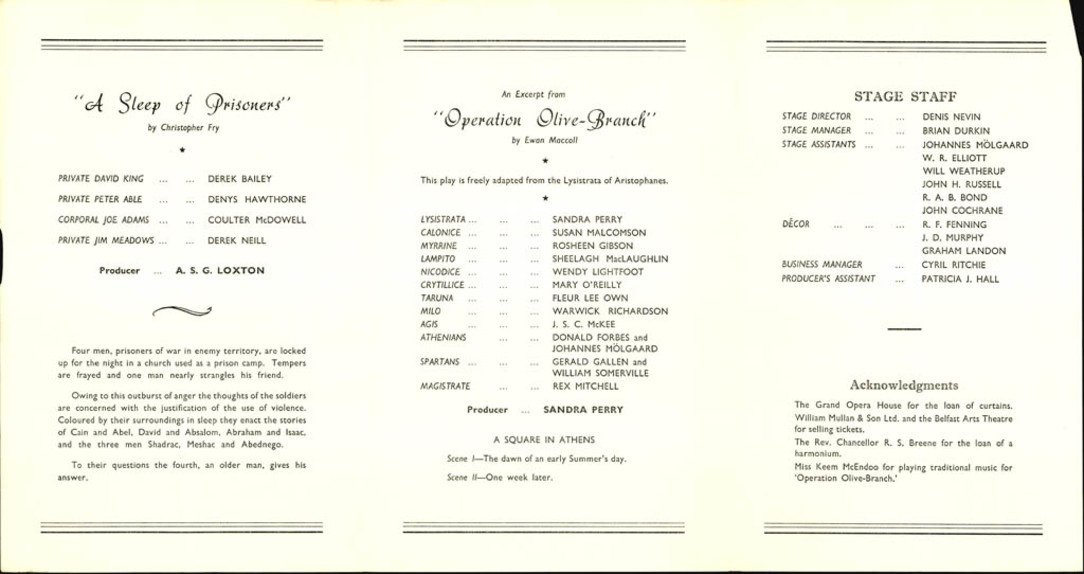 "A Sleep of Prisoners"
by Christopher Fry
★
PRIVATE DAVID KING ... ... DEREK BAILEY
PRIVATE PETER ABLE ... ... DENYS HAWTHORNE
CORPORAL JOE ADAMS ... ... COULTER McDOWELL
PRIVATE JIM MEADOWS ... ... DEREK NEILL
Producer ... A. S. G. LOXTON
Four men, prisoners of war in enemy territory, are locked
up for the night in a church used as a prison camp. Tempers
are frayed and one man nearly strangles his friend.
Owing to this outburst of anger the thoughts of the soldiers
are concerned with the justification of the use of violence.
Coloured by their surroundings in sleep they enact the stories
of Cain and Abel, David and Absalom, Abraham and Isaac,
and the three men Shadrac, Meshac and Abednego.
To their questions the fourth, an older man, gives his
answer.
An Excerpt from
"Operation Olive-Branch"
by Ewan Maccoll
★
This play is freely adapted from the Lysistrata of Aristophanes.
★
LYSISTRATA ... ... ... SANDRA PERRY
CALONICE ... ... ... SUSAN MALCOMSON
MYRRINE ... ... ... ROSHEEN GIBSON
LAMPITO ... ... ... SHEELAGH MacLAUGHLIN
NICODICE ... ... ... WENDY LIGHTFOOT
CRYTILLICE ... ... ... MARY O'REILLY
TARUNA ... ... ... FLEUR LEE OWN
MILO ... ... ... WARWICK RICHARDSON
AGIS ... ... ... J. S. C. McKEE
ATHENIANS ... ... DONALD FORBES and
JOHANNES MÖLGAARD
SPARTANS ... ... ... GERALD GALLEN and
WILLIAM SOMERVILLE
MAGISTRATE ... ... REX MITCHELL
Producer ... SANDRA PERRY
A SQUARE IN ATHENS
Scene I—The dawn of an early Summer's day.
Scene II—One week later.
STAGE STAFF
STAGE DIRECTOR ... ... DENIS NEVIN
STAGE MANAGER ... ... BRIAN DURKIN
STAGE ASSISTANTS ... ... JOHANNES MÖLGAARD
W. R. ELLIOTT
WILL WEATHERUP
JOHN H. RUSSELL
R. A. B. BOND
JOHN COCHRANE
DÉCOR ... ... ... R. F. FENNING
J. D. MURPHY
GRAHAM LANDON
BUSINESS MANAGER ... CYRIL RITCHIE
PRODUCER'S ASSISTANT ... PATRICIA J. HALL
Acknowledgments
The Grand Opera House for the loan of curtains.
William Mullan & Son Ltd. and the Belfast Arts Theatre
for selling tickets.
The Rev. Chancellor R. S. Breene for the loan of a
harmonium.
Miss Keem McEndoo for playing traditional music for
'Operation Olive-Branch.'